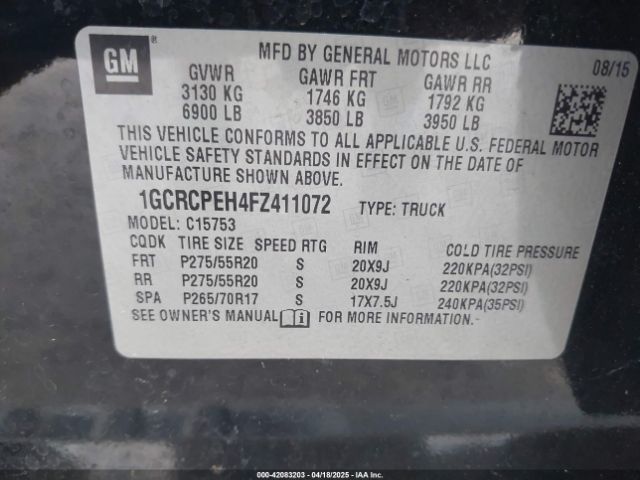 GM ®
MFD BY GENERAL MOTORS LLC
08/15
GVWR GAWR FRT GAWR RR
3130 KG 1746 KG 1792 KG
6900 LB 3850 LB 3950 LB
THIS VEHICLE CONFORMS TO ALL APPLICABLE U.S. FEDERAL MOTOR
VEHICLE SAFETY STANDARDS IN EFFECT ON THE DATE OF
MANUFACTURE SHOWN ABOVE.
1GCRCPEH4FZ411072 TYPE: TRUCK
MODEL: C15753
CQDK TIRE SIZE SPEED RTG RIM COLD TIRE PRESSURE
FRT P275/55R20 S 20X9J 220KPA(32PSI)
RR P275/55R20 S 20X9J 220KPA(32PSI)
SPA P265/70R17 S 17X7.5J 240KPA(35PSI)
SEE OWNER'S MANUAL i FOR MORE INFORMATION.
000-42083203 - 04/18/2025 - IAA Inc.